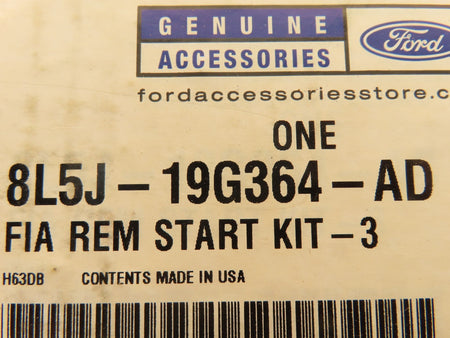 GENUINE
ACCESSORIES
Ford
fordaccessoriesstore.c
ONE
8L5J-19G364-AD
FIA REM START KIT-3
H63DB CONTENTS MADE IN USA